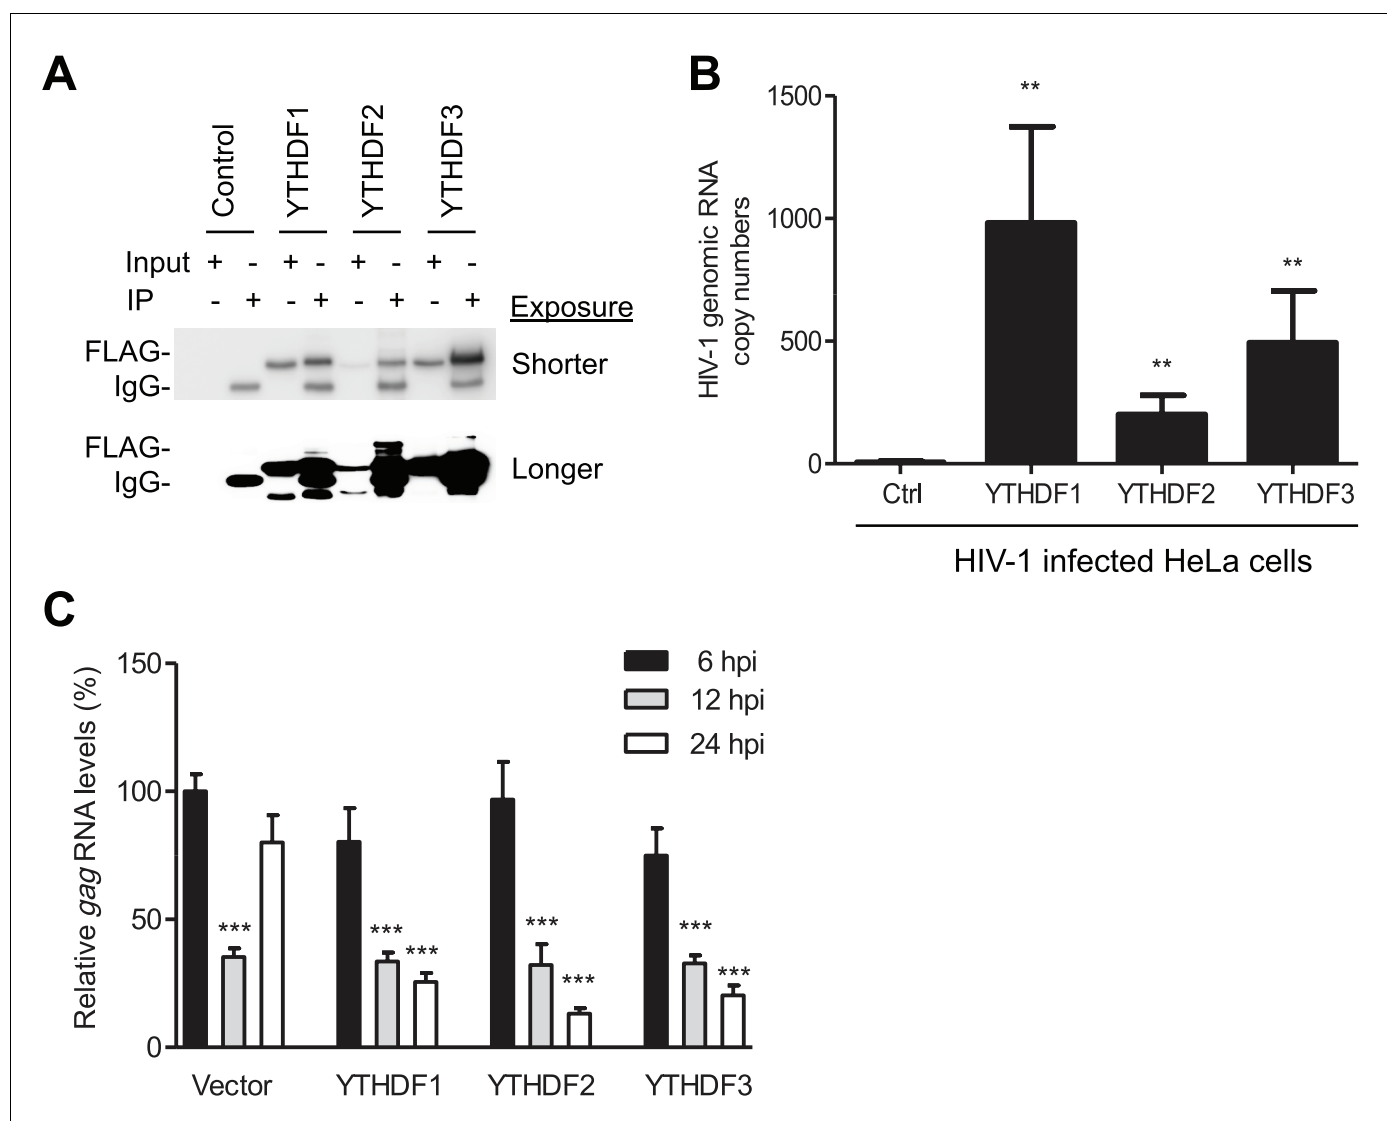 A
Control
YTHDF1
YTHDF2
YTHDF3
Input + - + - + - + -
IP - + - + - + - +
Exposure
FLAG-
IgG-
Shorter
FLAG-
IgG-
Longer
B
HIV-1 genomic RNA
copy numbers
1500
1000
500
0
**
**
**
Ctrl YTHDF1 YTHDF2 YTHDF3
HIV-1 infected HeLa cells
C
Relative gag RNA levels (%)
150
100
50
0
6 hpi
12 hpi
24 hpi
***
*** ***
*** ***
*** ***
Vector YTHDF1 YTHDF2 YTHDF3